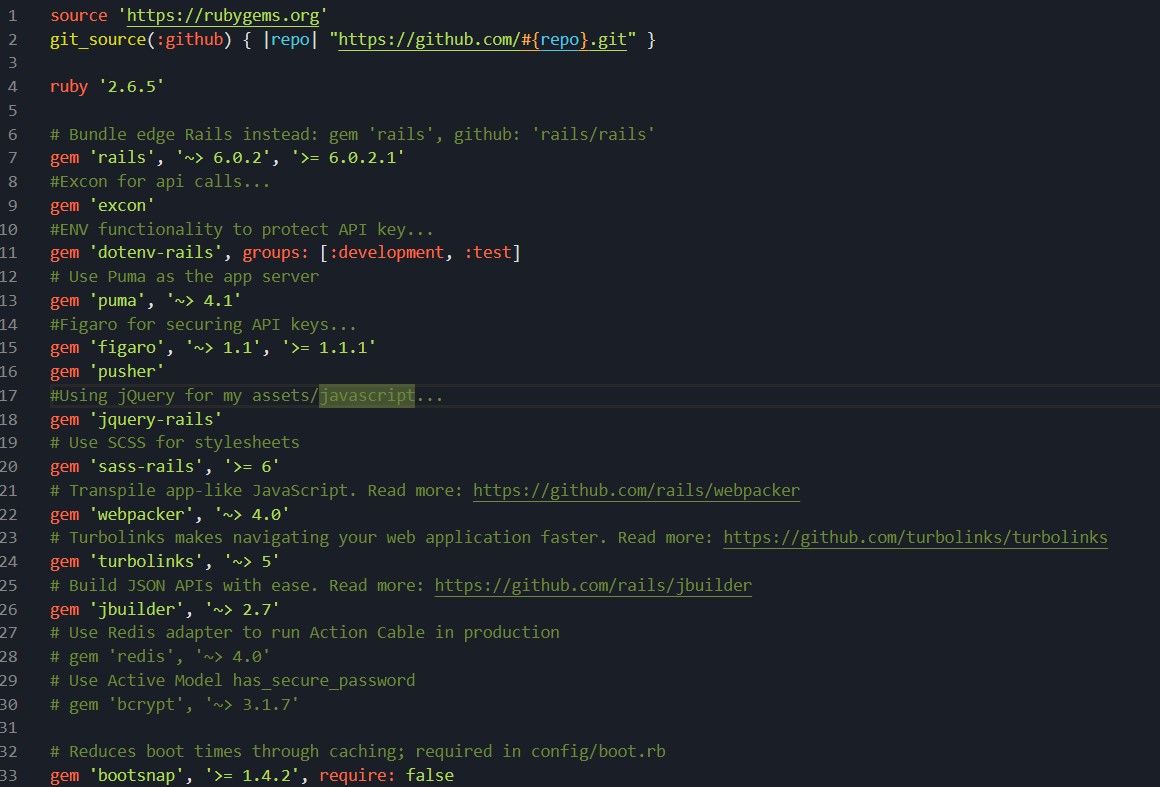 1 source 'https://rubygems.org'
2 git_source(:github) { |repo| "https://github.com/#{repo}.git" }
3
4 ruby '2.6.5'
5
6 # Bundle edge Rails instead: gem 'rails', github: 'rails/rails'
7 gem 'rails', '~> 6.0.2', '>= 6.0.2.1'
8 #Excon for api calls...
9 gem 'excon'
10 #ENV functionality to protect API key...
11 gem 'dotenv-rails', groups: [:development, :test]
12 # Use Puma as the app server
13 gem 'puma', '~> 4.1'
14 #Figaro for securing API keys...
15 gem 'figaro', '~> 1.1', '>= 1.1.1'
16 gem 'pusher'
17 #Using jQuery for my assets/javascript...
18 gem 'jquery-rails'
19 # Use SCSS for stylesheets
20 gem 'sass-rails', '>= 6'
21 # Transpile app-like JavaScript. Read more: https://github.com/rails/webpacker
22 gem 'webpacker', '~> 4.0'
23 # Turbolinks makes navigating your web application faster. Read more: https://github.com/turbolinks/turbolinks
24 gem 'turbolinks', '~> 5'
25 # Build JSON APIs with ease. Read more: https://github.com/rails/jbuilder
26 gem 'jbuilder', '~> 2.7'
27 # Use Redis adapter to run Action Cable in production
28 # gem 'redis', '~> 4.0'
29 # Use Active Model has_secure_password
30 # gem 'bcrypt', '~> 3.1.7'
31
32 # Reduces boot times through caching; required in config/boot.rb
33 gem 'bootsnap', '>= 1.4.2', require: false